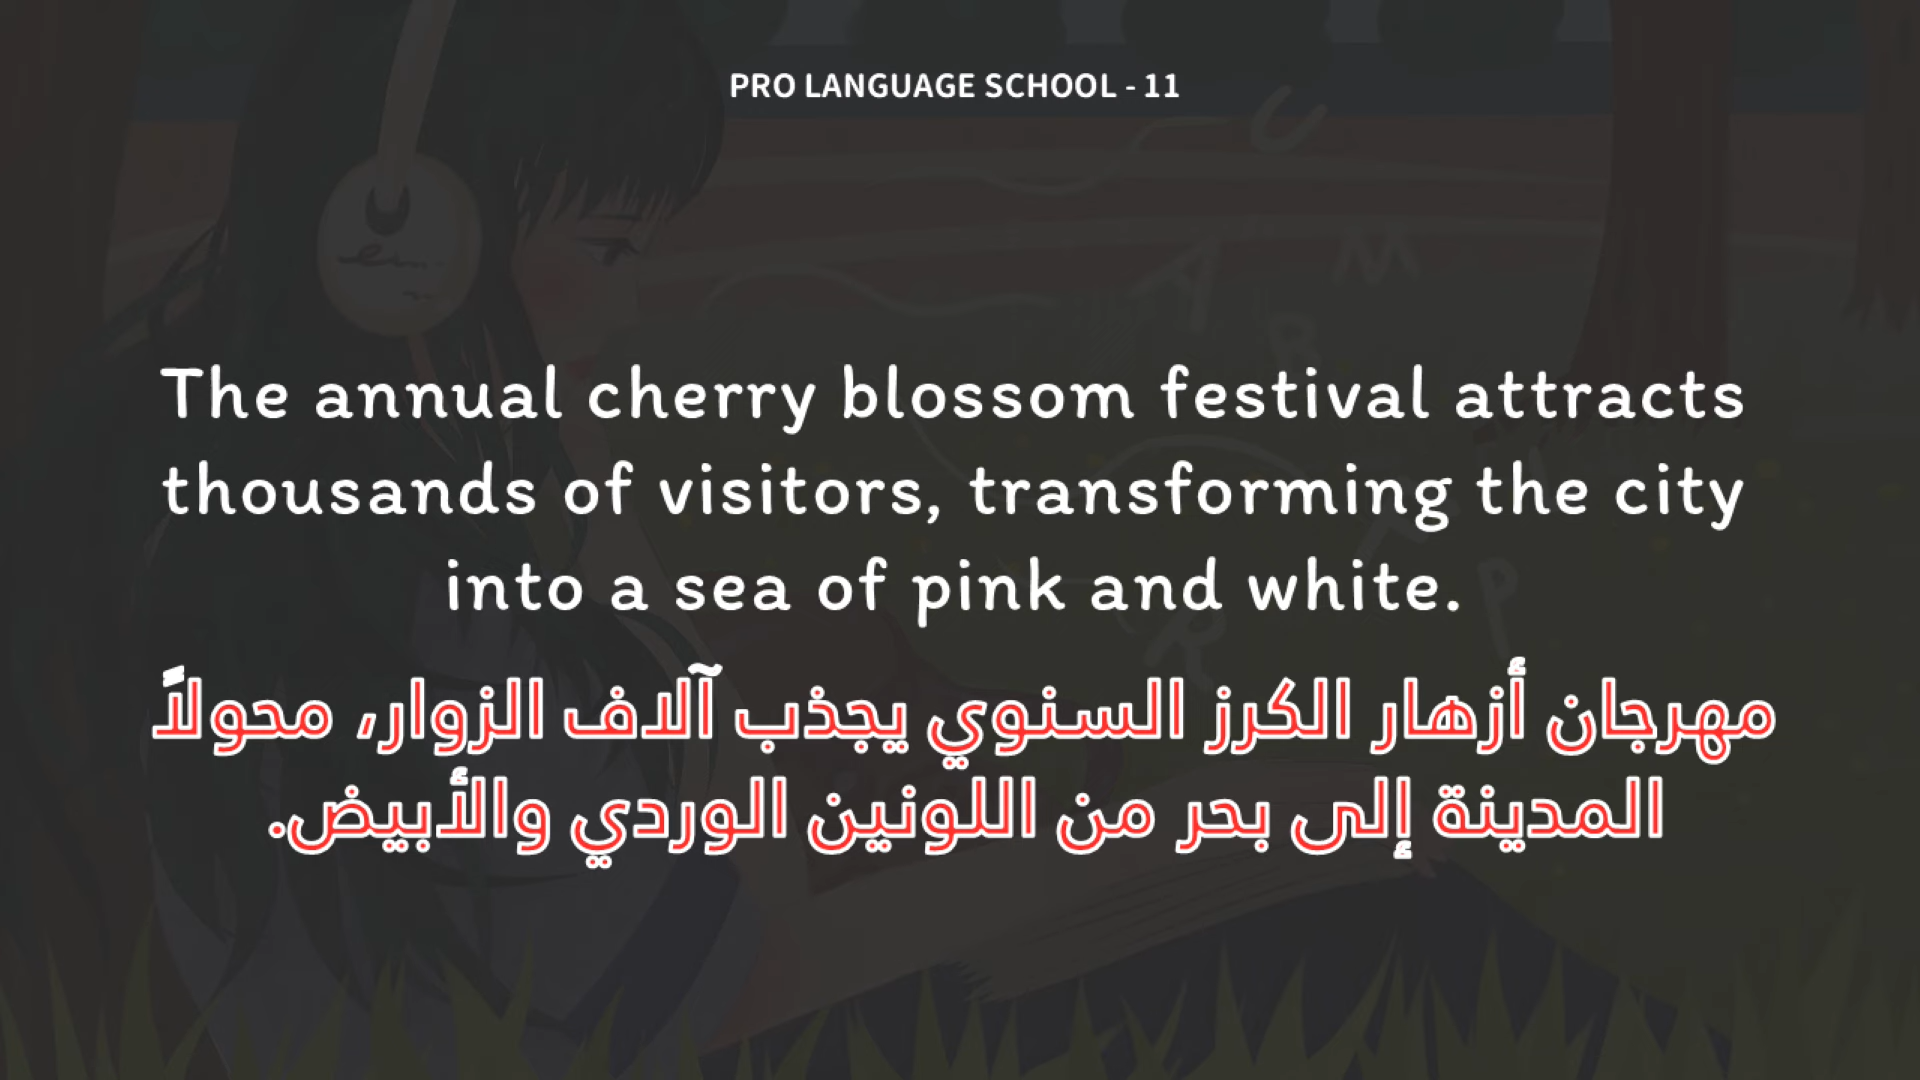 PRO LANGUAGE SCHOOL - 11
The annual cherry blossom festival attracts
thousands of visitors, transforming the city
into a sea of pink and white.
مهرجان أزهار الكرز السنوي يجذب آلاف الزوار، محولاً
المدينة إلى بحر من اللونين الوردي والأبيض.